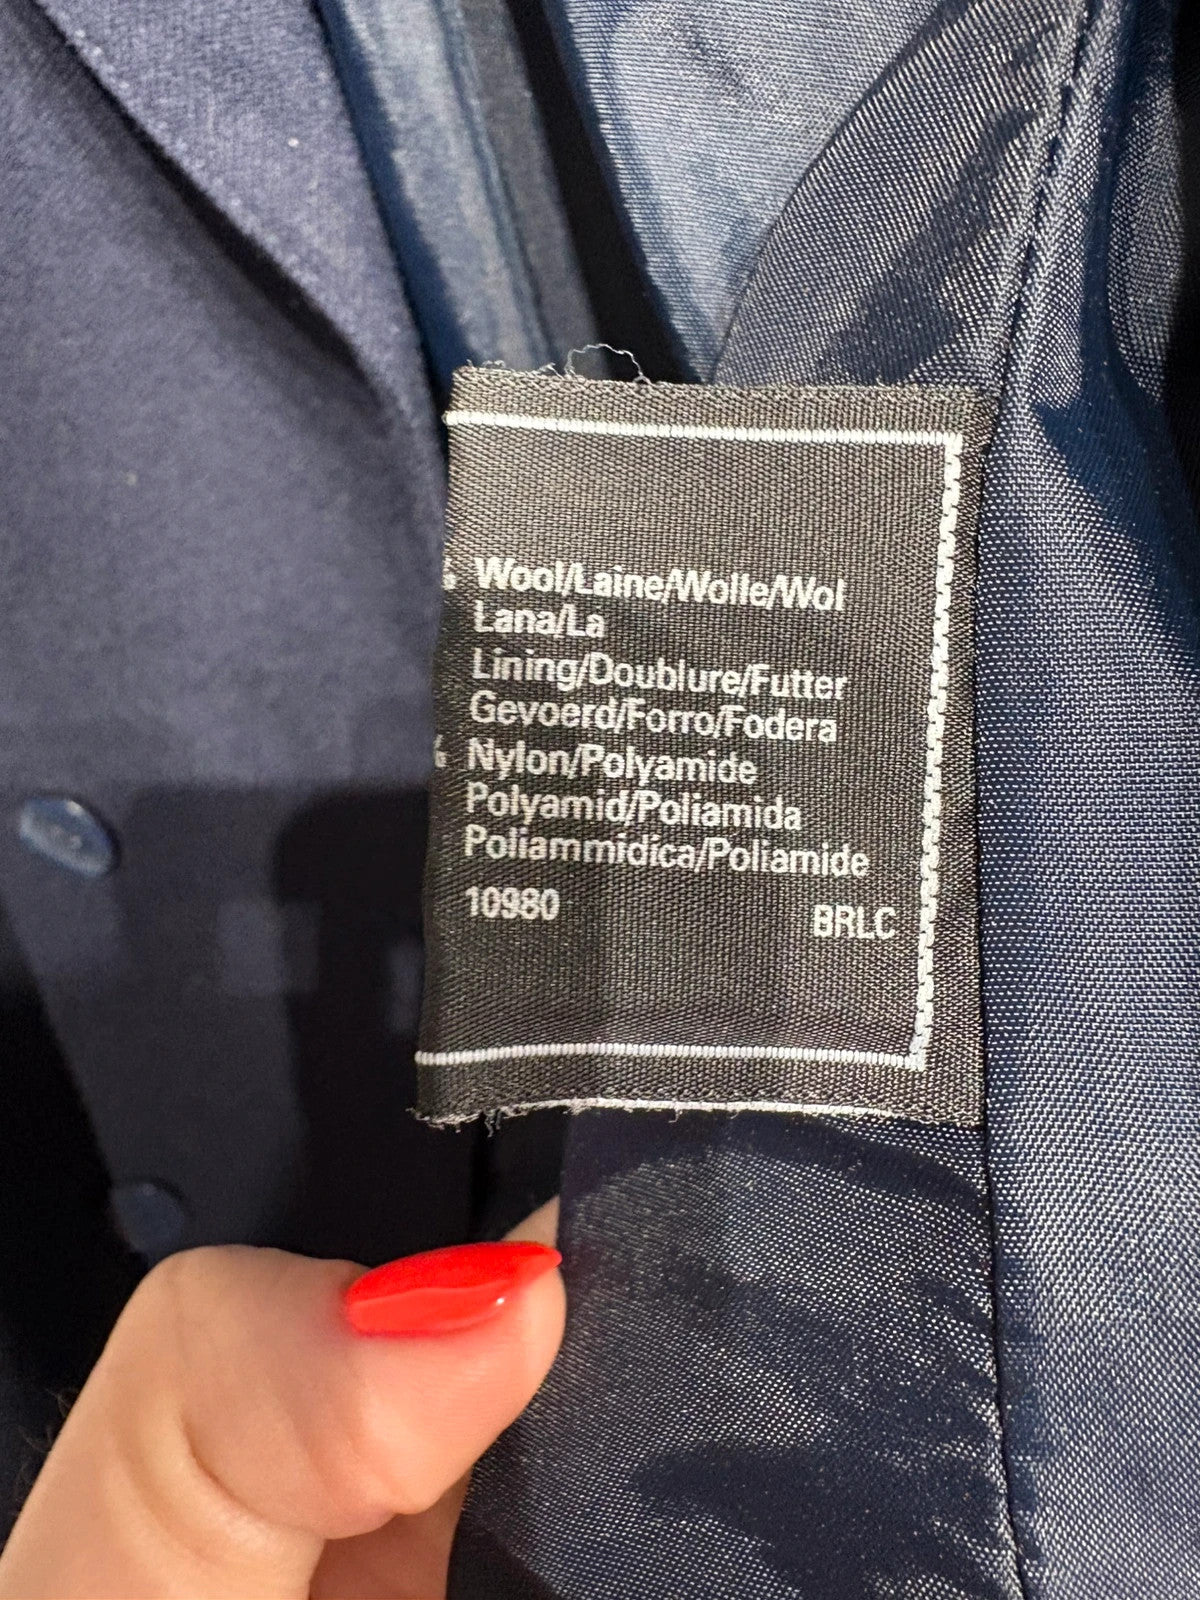 % Wool/Laine/Wolle/Wol
Lana/La
Lining/Doublure/Futter
Gevoerd/Forro/Fodera
% Nylon/Polyamide
Polyamid/Poliamida
Poliammidica/Poliamide
10980 BRLC